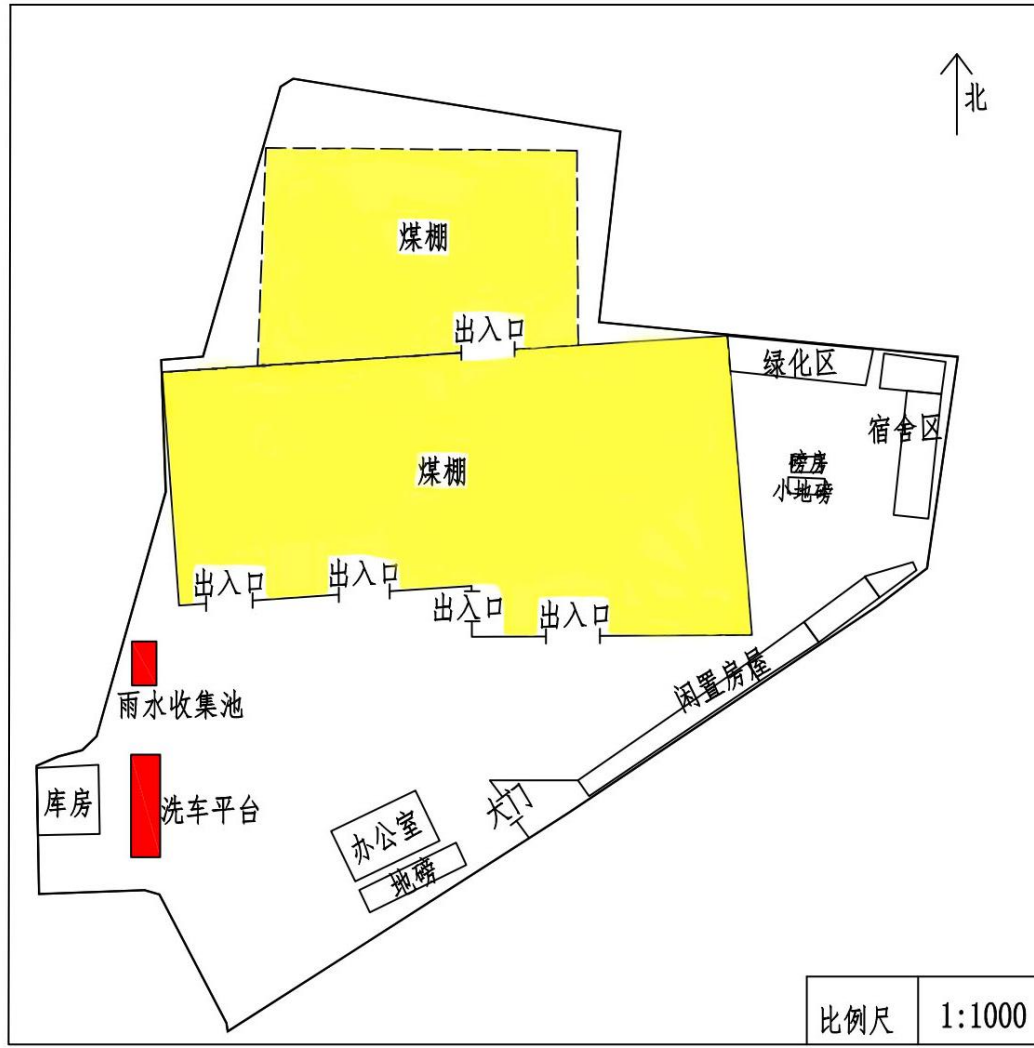 北
煤棚
出入口
绿化区
宿舍区
煤棚
磅房
小地磅
出入口
出入口
出入口
出入口
闲置房屋
雨水收集池
库房
洗车平台
大门
办公室
地磅
比例尺
1:1000